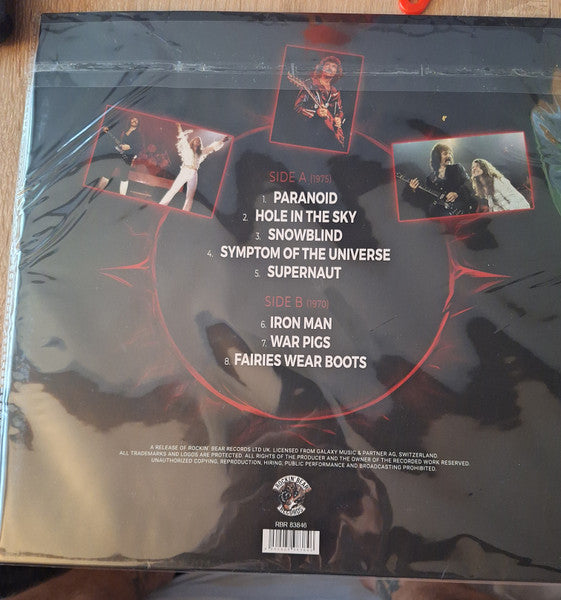 SIDE A (1975)
1. PARANOID
2. HOLE IN THE SKY
3. SNOWBLIND
4. SYMPTOM OF THE UNIVERSE
5. SUPERNAUT
SIDE B (1970)
6. IRON MAN
7. WAR PIGS
8. FAIRIES WEAR BOOTS
A RELEASE OF ROCKIN' BEAR RECORDS LTD UK. LICENSED FROM GALAXY MUSIC & PARTNER AG, SWITZERLAND.
ALL TRADEMARKS AND LOGOS ARE PROTECTED. ALL RIGHTS OF THE PRODUCER AND THE OWNER OF THE RECORDED WORK RESERVED.
UNAUTHORIZED COPYING, REPRODUCTION, HIRING, PUBLIC PERFORMANCE AND BROADCASTING PROHIBITED.
ROCKIN' BEAR
RECORDS
RBR 83846